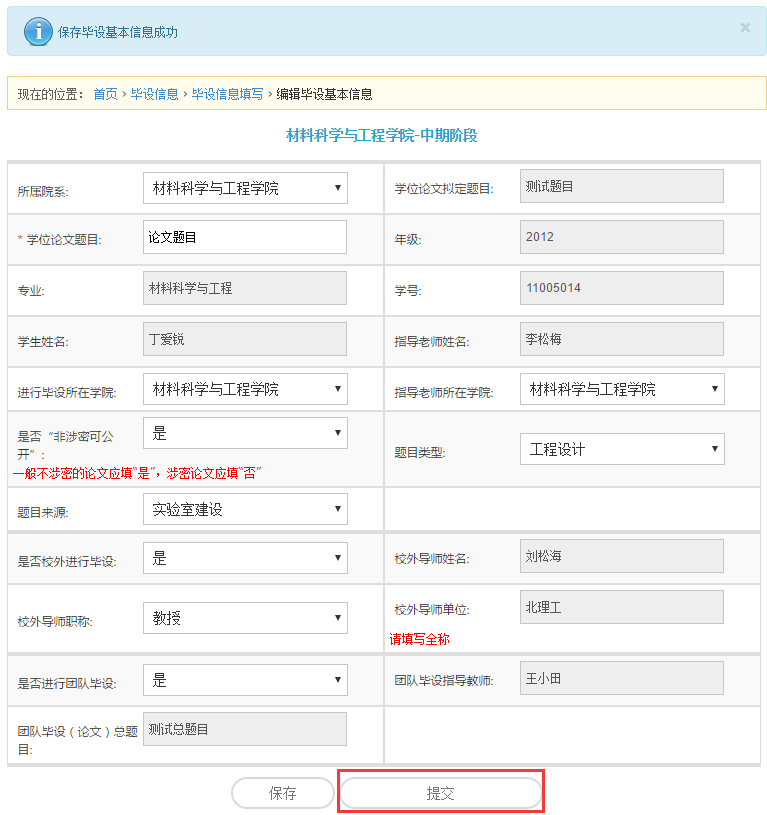 保存毕设基本信息成功
×
现在的位置： 首页 › 毕设信息 › 毕设信息填写 › 编辑毕设基本信息
材料科学与工程学院-中期阶段
所属院系: 材料科学与工程学院 学位论文拟定题目: 测试题目
* 学位论文题目: 论文题目 年级: 2012
专业: 材料科学与工程 学号: 11005014
学生姓名: 丁爱锐 指导老师姓名: 李松梅
进行毕设所在学院: 材料科学与工程学院 指导老师所在学院: 材料科学与工程学院
是否“非涉密可公
开”: 是 题目类型: 工程设计
一般不涉密的论文应填“是”，涉密论文应填“否”
题目来源: 实验室建设
是否校外进行毕设: 是 校外导师姓名: 刘松海
校外导师职称: 教授 校外导师单位: 北理工
请填写全称
是否进行团队毕设: 是 团队毕设指导教师: 王小田
团队毕设（论文）总题
目: 测试总题目
保存 提交